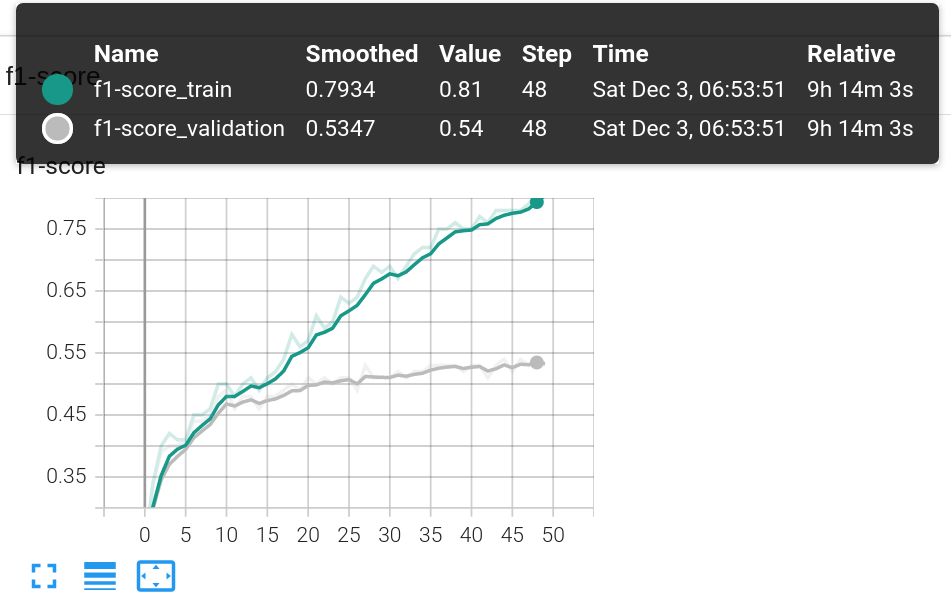 Name Smoothed Value Step Time Relative
f1-score
f1-score_train 0.7934 0.81 48 Sat Dec 3, 06:53:51 9h 14m 3s
f1-score_validation 0.5347 0.54 48 Sat Dec 3, 06:53:51 9h 14m 3s
f1-score
0.75
0.65
0.55
0.45
0.35
0 5 10 15 20 25 30 35 40 45 50